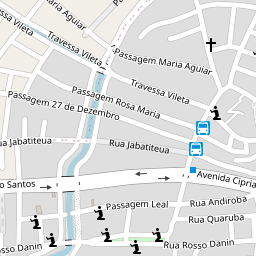 Travessa Vileta
Maria Aguiar
Passagem Maria Aguiar
Travessa Vileta
Passagem Rosa Maria
Passagem 27 de Dezembro
Rua Jabatiteua
Rua Jabatiteua
o Santos
Avenida Cipria
Passagem Leal
Rua Andiroba
Rua Quaruba
osso Danin
Rua Rosso Danin